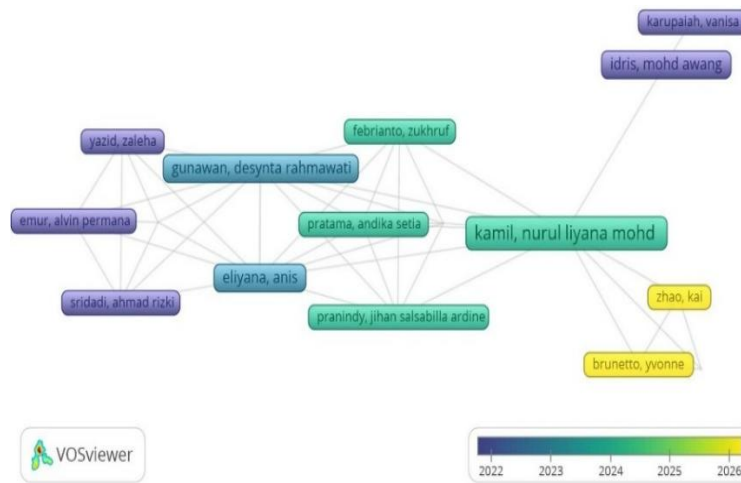 karupaiah, vanisa
idris, mohd awang
febrianto, zukhruf
yazid, zaleha
gunawan, desynta rahmawati
emur, alvin permana
pratama, andika setia
kamil, nurul liyana mohd
eliyana, anis
sridadi, ahmad rizki
zhao, kai
pranindy, jihan salsabilla ardine
brunetto, yvonne
VOSviewer
2022 2023 2024 2025 2026